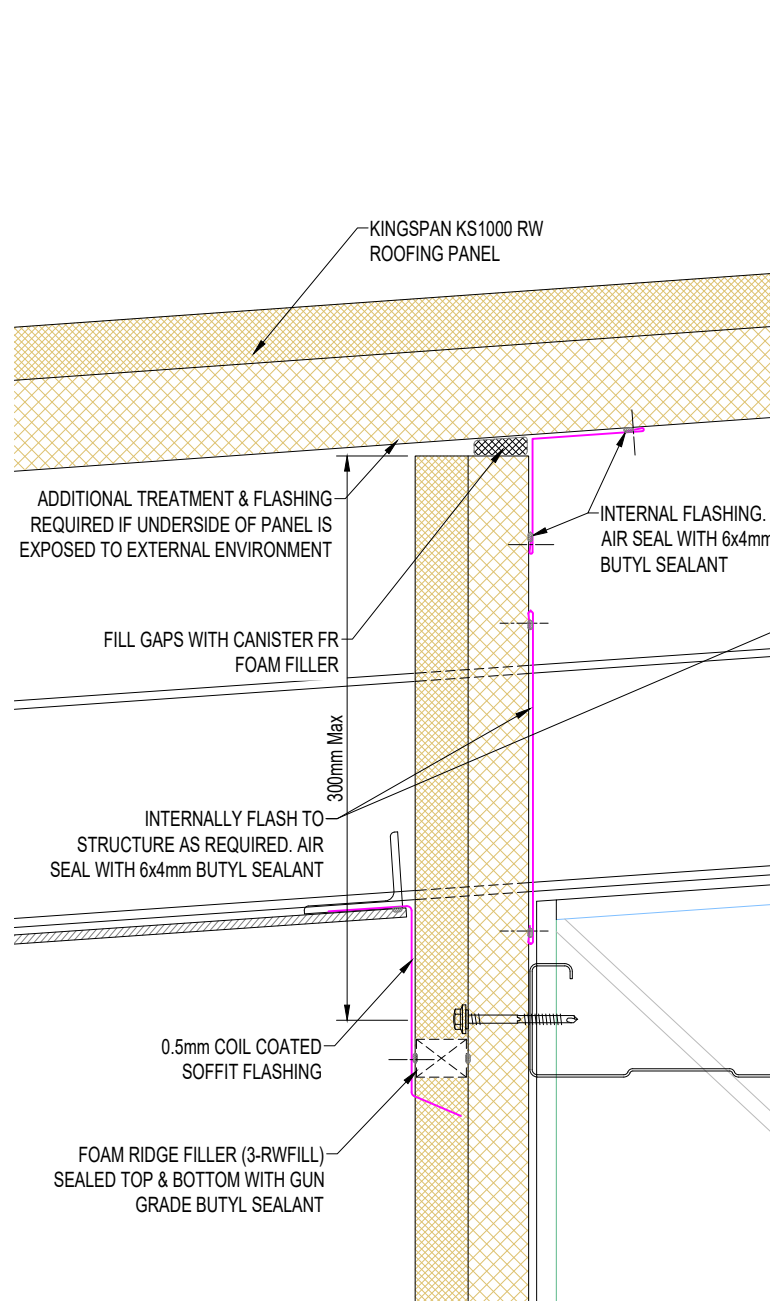 KINGSPAN KS1000 RW
ROOFING PANEL
ADDITIONAL TREATMENT & FLASHING
REQUIRED IF UNDERSIDE OF PANEL IS
EXPOSED TO EXTERNAL ENVIRONMENT
INTERNAL FLASHING.
AIR SEAL WITH 6x4mm
BUTYL SEALANT
FILL GAPS WITH CANISTER FR
FOAM FILLER
300mm Max
INTERNALLY FLASH TO
STRUCTURE AS REQUIRED. AIR
SEAL WITH 6x4mm BUTYL SEALANT
0.5mm COIL COATED
SOFFIT FLASHING
FOAM RIDGE FILLER (3-RWFILL)
SEALED TOP & BOTTOM WITH GUN
GRADE BUTYL SEALANT